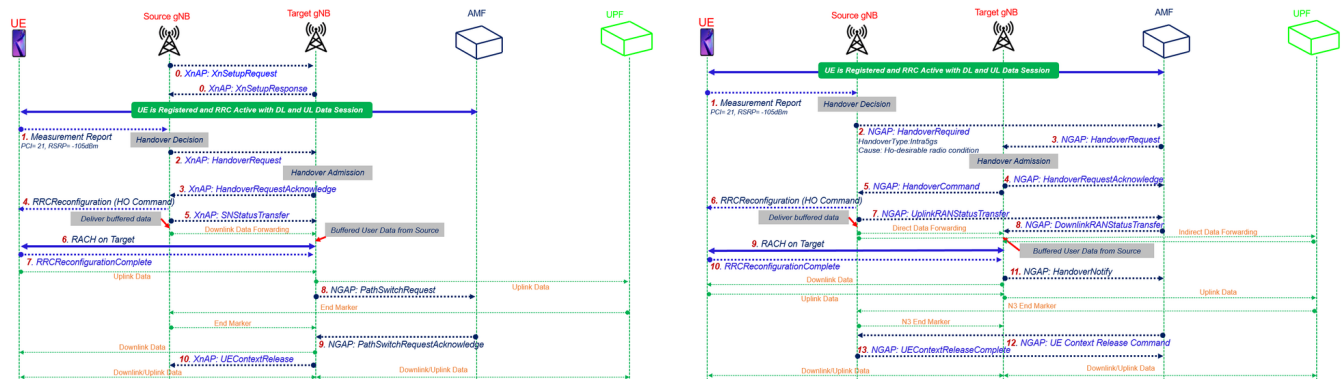 UE
Source gNB
Target gNB
AMF
UPF
0. XnAP: XnSetupRequest
0. XnAP: XnSetupResponse
UE is Registered and RRC Active with DL and UL Data Session
1. Measurement Report
PCI= 21, RSRP= -105dBm
Handover Decision
2. XnAP: HandoverRequest
Handover Admission
3. XnAP: HandoverRequestAcknowledge
4. RRCReconfiguration (HO Command)
Deliver buffered data
5. XnAP: SNStatusTransfer
Downlink Data Forwarding
Buffered User Data from Source
6. RACH on Target
7. RRCReconfigurationComplete
Uplink Data
Uplink Data
8. NGAP: PathSwitchRequest
End Marker
End Marker
9. NGAP: PathSwitchRequestAcknowledge
Downlink Data
10. XnAP: UEContextRelease
Downlink/Uplink Data
Downlink/Uplink Data
UE
Source gNB
Target gNB
AMF
UPF
UE is Registered and RRC Active with DL and UL Data Session
1. Measurement Report
PCI= 21, RSRP= -105dBm
Handover Decision
2. NGAP: HandoverRequired
HandoverType:Intra5gs
Cause: Ho-desirable radio condition
3. NGAP: HandoverRequest
Handover Admission
4. NGAP: HandoverRequestAcknowledge
5. NGAP: HandoverCommand
6. RRCReconfiguration (HO Command)
Deliver buffered data
7. NGAP: UplinkRANStatusTransfer
8. NGAP: DownlinkRANStatusTransfer
Direct Data Forwarding
Indirect Data Forwarding
Buffered User Data from Source
9. RACH on Target
10. RRCReconfigurationComplete
11. NGAP: HandoverNotify
Downlink Data
Uplink Data
Uplink Data
N3 End Marker
N3 End Marker
12. NGAP: UE Context Release Command
13. NGAP: UEContextReleaseComplete
Downlink/Uplink Data
Downlink/Uplink Data